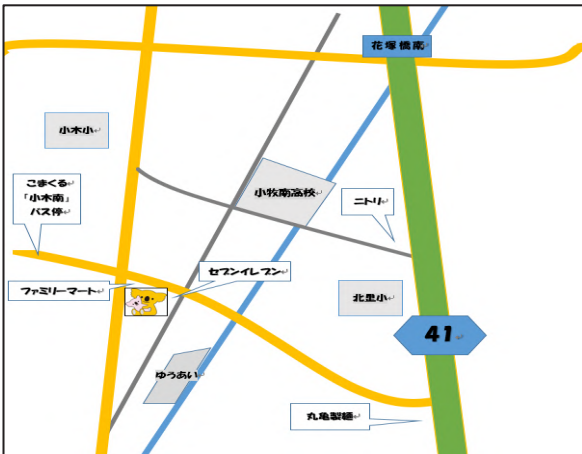 花塚橋南
小木小
こまくる
「小木南」
バス停
小牧南高校
ニトリ
セブンイレブン
ファミリーマート
北里小
41
ゆうあい
丸亀製麺